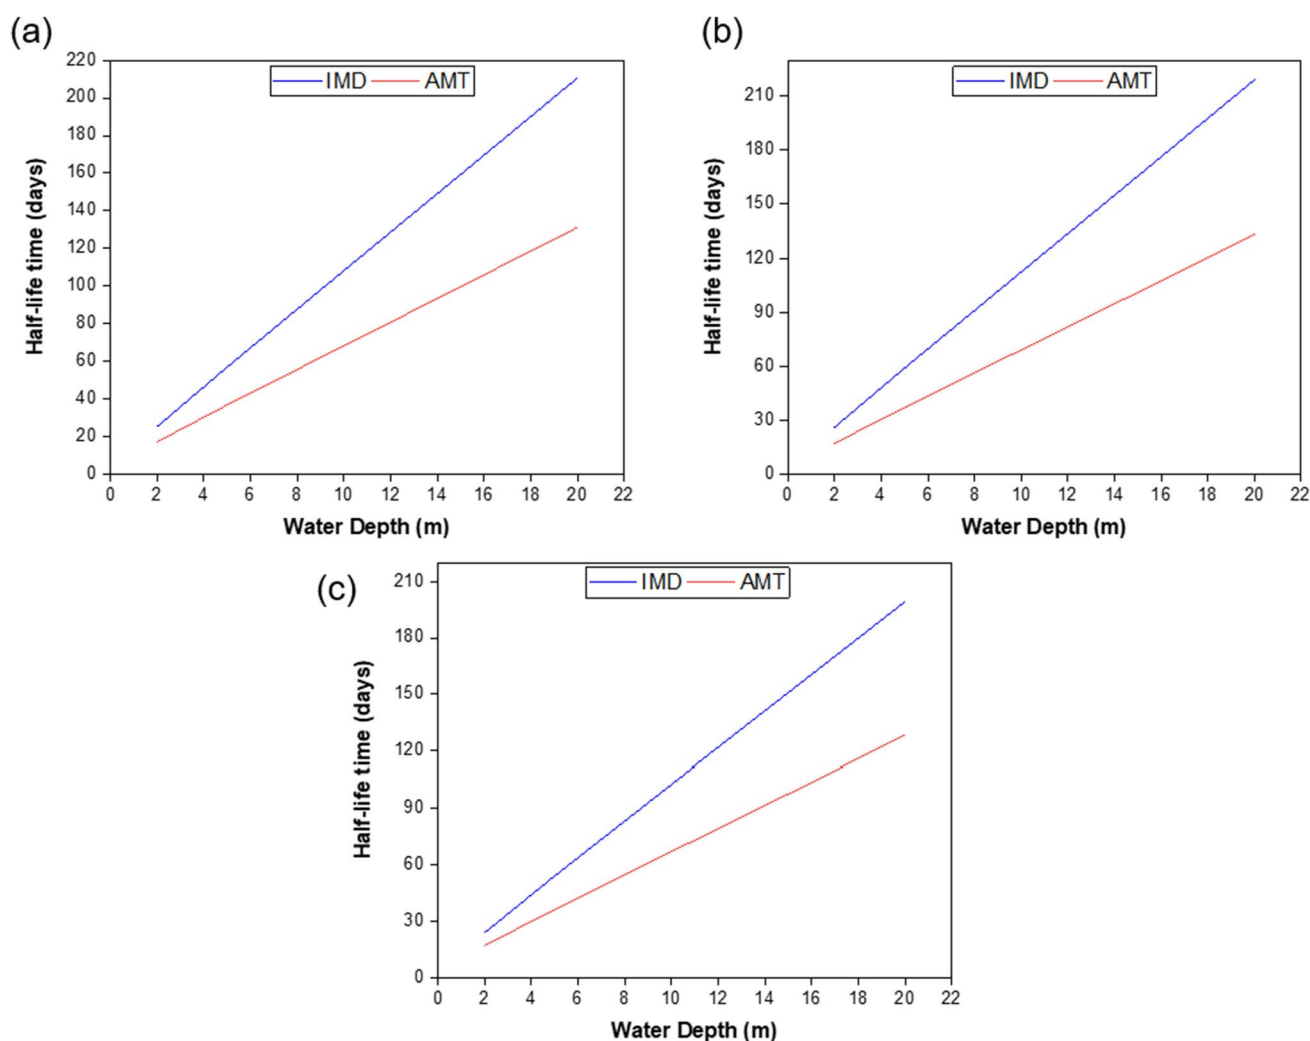 (a)
IMD AMT
220
200
180
160
140
120
100
80
60
40
20
0
Half-life time (days)
0 2 4 6 8 10 12 14 16 18 20 22
Water Depth (m)
(b)
IMD AMT
210
180
150
120
90
60
30
0
Half-life time (days)
0 2 4 6 8 10 12 14 16 18 20 22
Water Depth (m)
(c)
IMD AMT
210
180
150
120
90
60
30
0
Half-life time (days)
0 2 4 6 8 10 12 14 16 18 20 22
Water Depth (m)